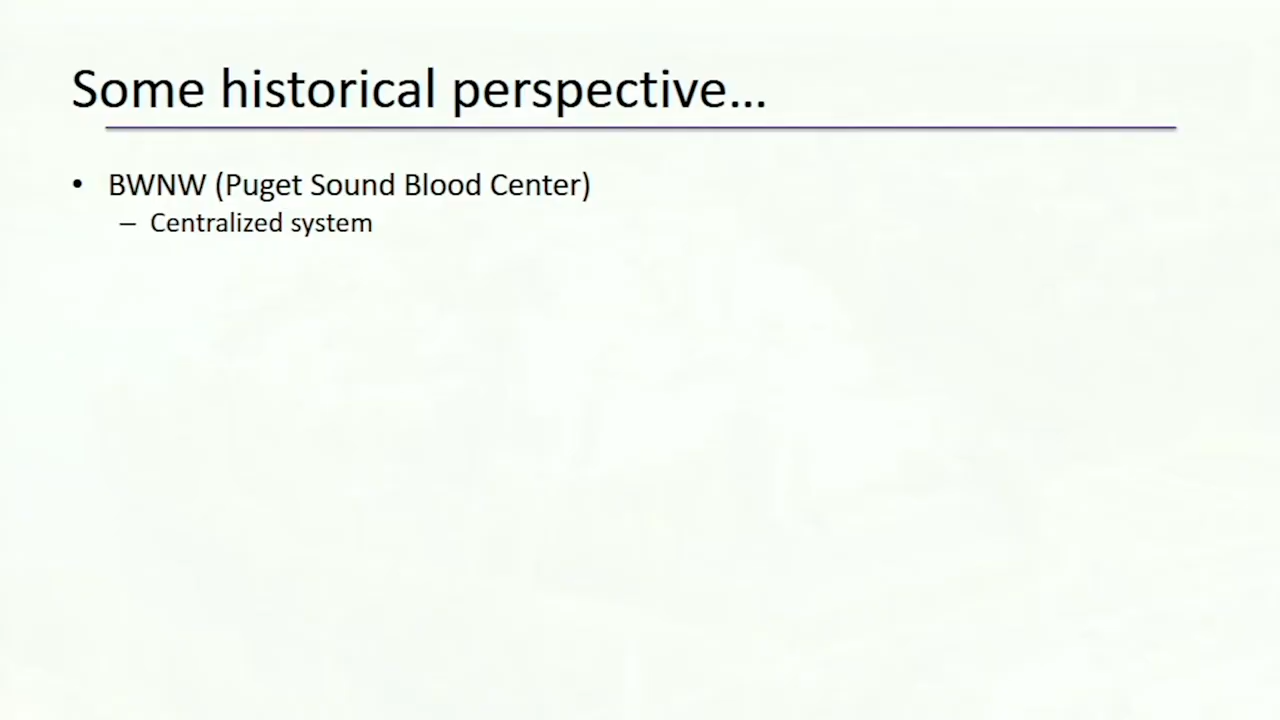 Some historical perspective…
• BWNW (Puget Sound Blood Center)
– Centralized system